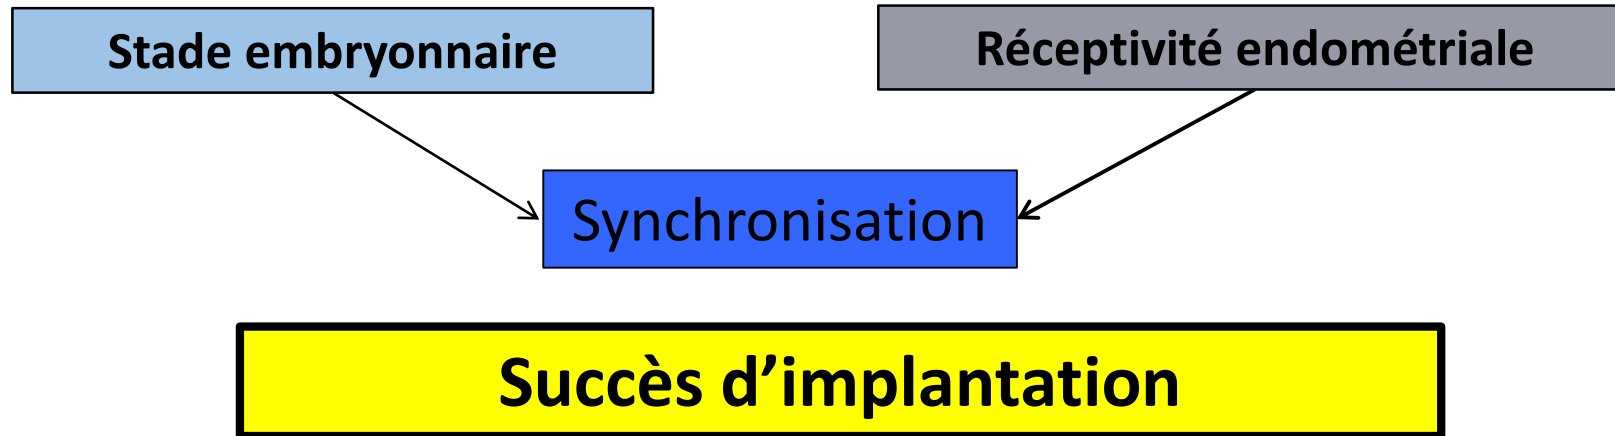 Stade embryonnaire
Réceptivité endométriale
Synchronisation
Succès d’implantation